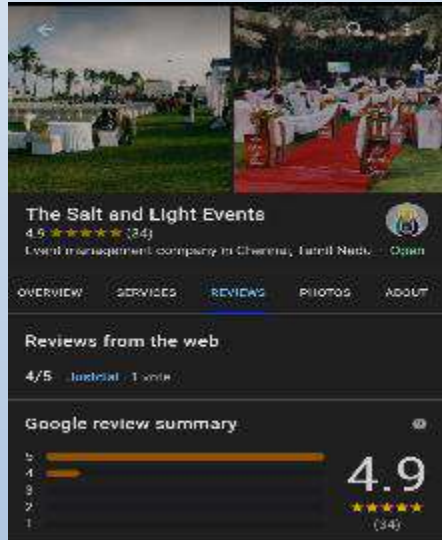 The Salt and Light Events
4.9 ★★★★★ (34)
Event management company in Chennai, Tamil Nadu · Open
OVERVIEW SERVICES REVIEWS PHOTOS ABOUT
Reviews from the web
4/5 Justdial · 1 vote
Google review summary
5
4
3
2
1
4.9
★★★★★
(34)